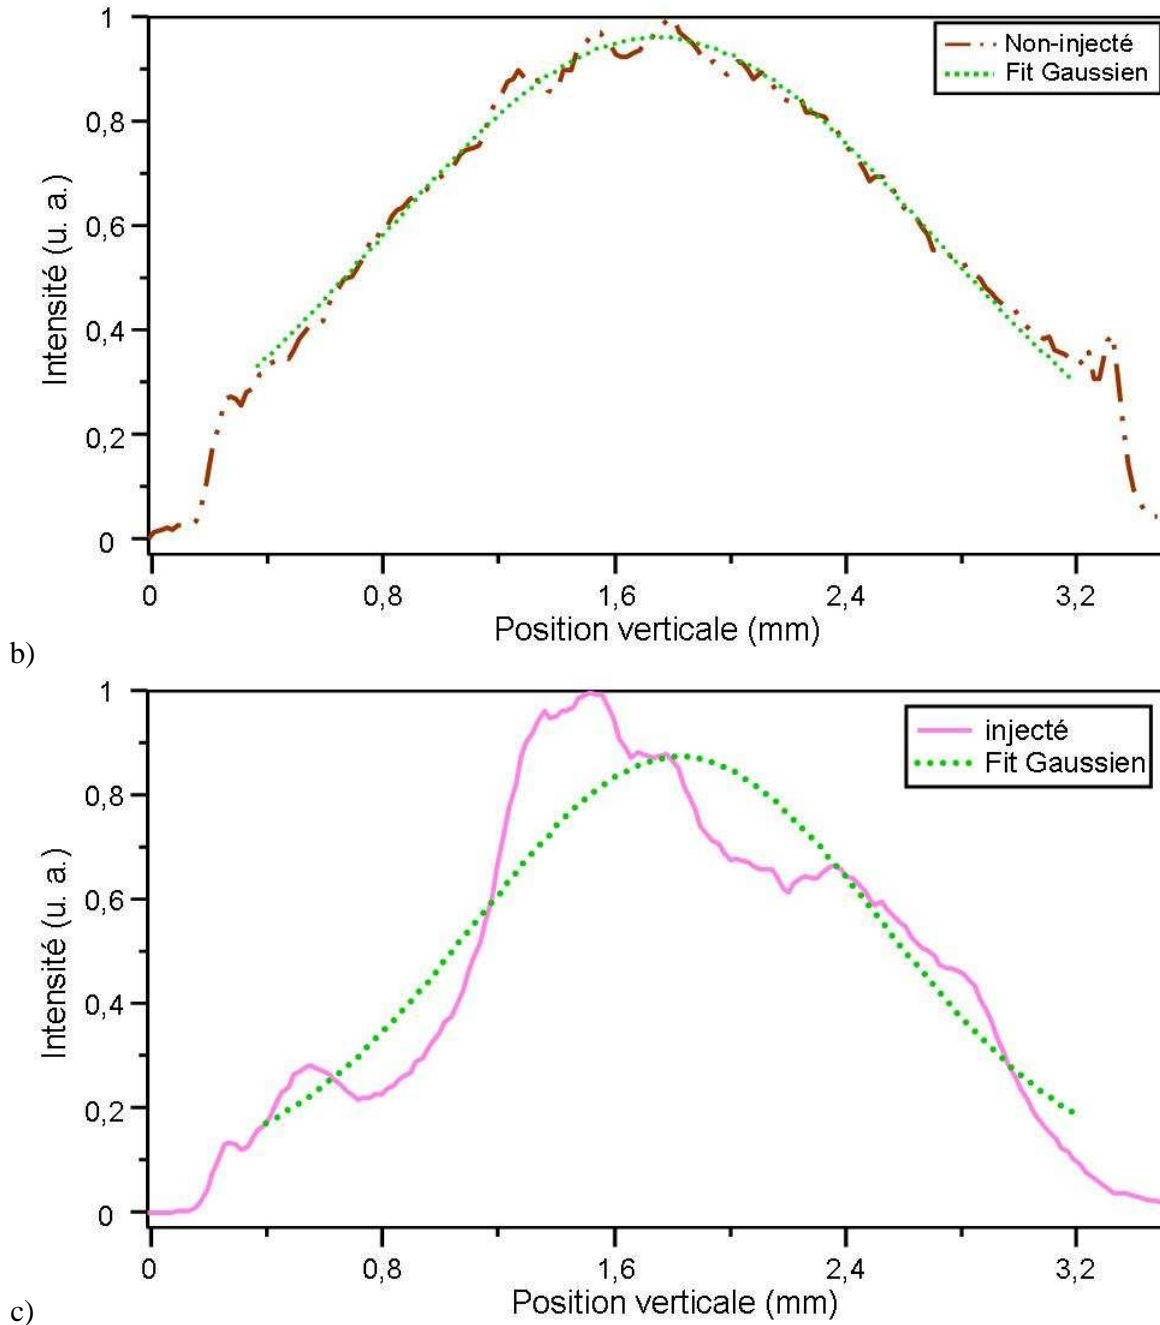 1
0,8
0,6
0,4
0,2
0
Intensité (u. a.)
Non-injecté
Fit Gaussien
0 0,8 1,6 2,4 3,2
Position verticale (mm)
b)
1
0,8
0,6
0,4
0,2
0
Intensité (u. a.)
injecté
Fit Gaussien
0 0,8 1,6 2,4 3,2
Position verticale (mm)
c)